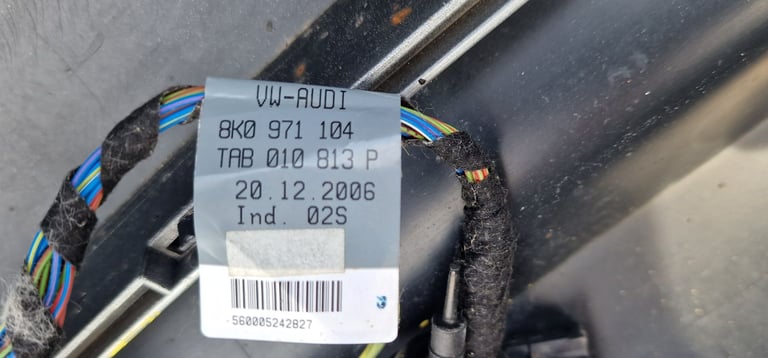 VW-AUDI
8K0 971 104
TAB 010 813 P
20.12.2006
Ind. 02S
560005242827